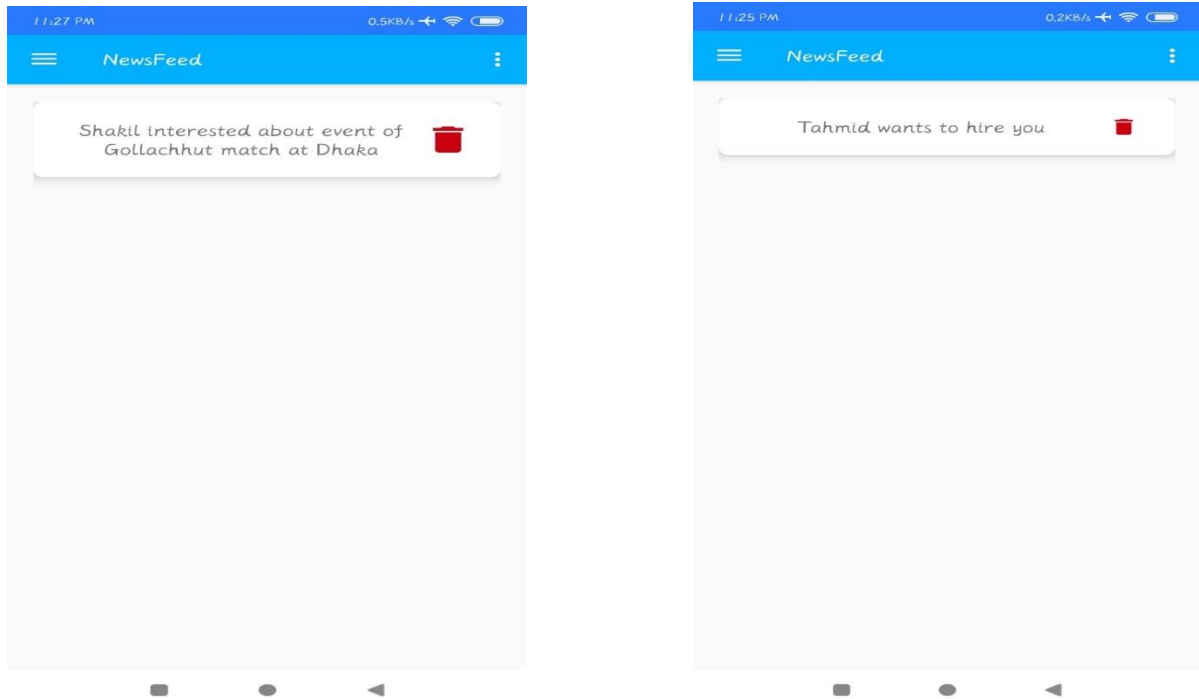 11:27 PM 0.5KB/s
NewsFeed
Shakil interested about event of
Gollachhut match at Dhaka
11:25 PM 0.2KB/s
NewsFeed
Tahmid wants to hire you